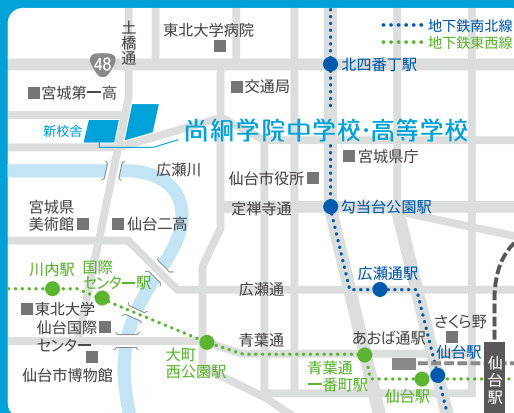 地下鉄南北線
地下鉄東西線
土橋通
東北大学病院
48
北四番丁駅
宮城第一高
交通局
新校舎
尚絅学院中学校・高等学校
宮城県庁
広瀬川
仙台市役所
宮城県
美術館
仙台二高
定禅寺通
勾当台公園駅
川内駅
国際
センター駅
広瀬通駅
広瀬通
東北大学
仙台国際
センター
仙台市博物館
青葉通
大町
西公園駅
あおば通駅
さくら野
仙台駅
青葉通
一番町駅
仙台駅
仙台駅